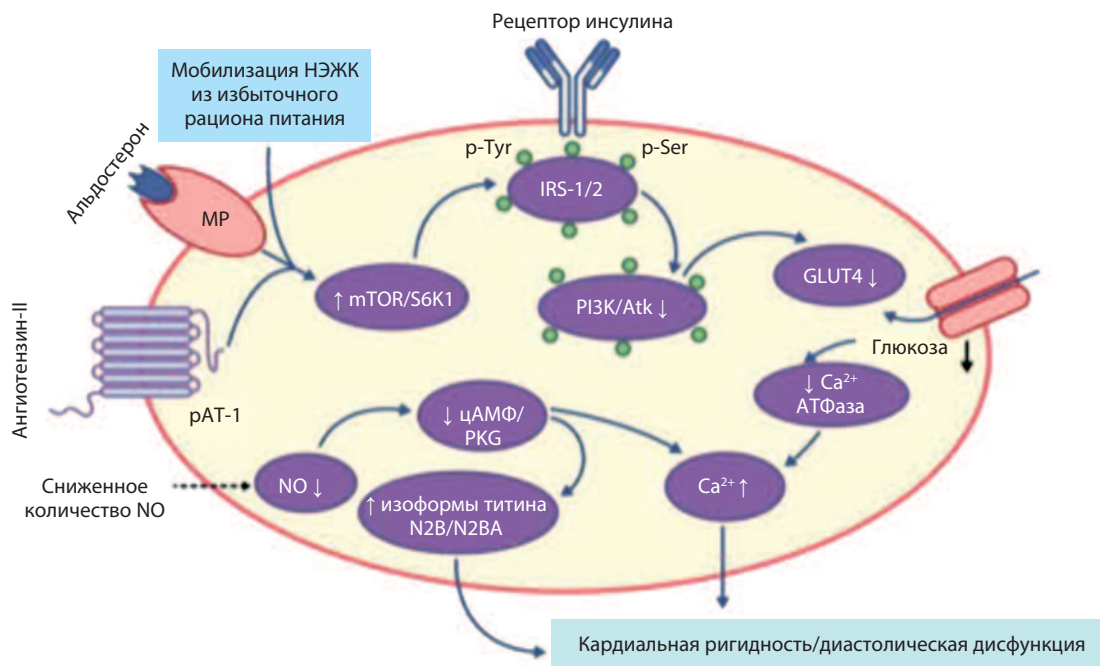 Рецептор инсулина
Мобилизация НЭЖК
из избыточного
рациона питания
Альдостерон
МР
p-Tyr
p-Ser
IRS-1/2
↑ mTOR/S6K1
PI3K/Atk ↓
GLUT4 ↓
Глюкоза
Ангиотензин-II
рАТ-1
↓ Ca²⁺
АТФаза
↓ цАМФ/
PKG
Сниженное
количество NO
NO ↓
↑ изоформы титина
N2B/N2BA
Ca²⁺ ↑
Кардиальная ригидность/диастолическая дисфункция